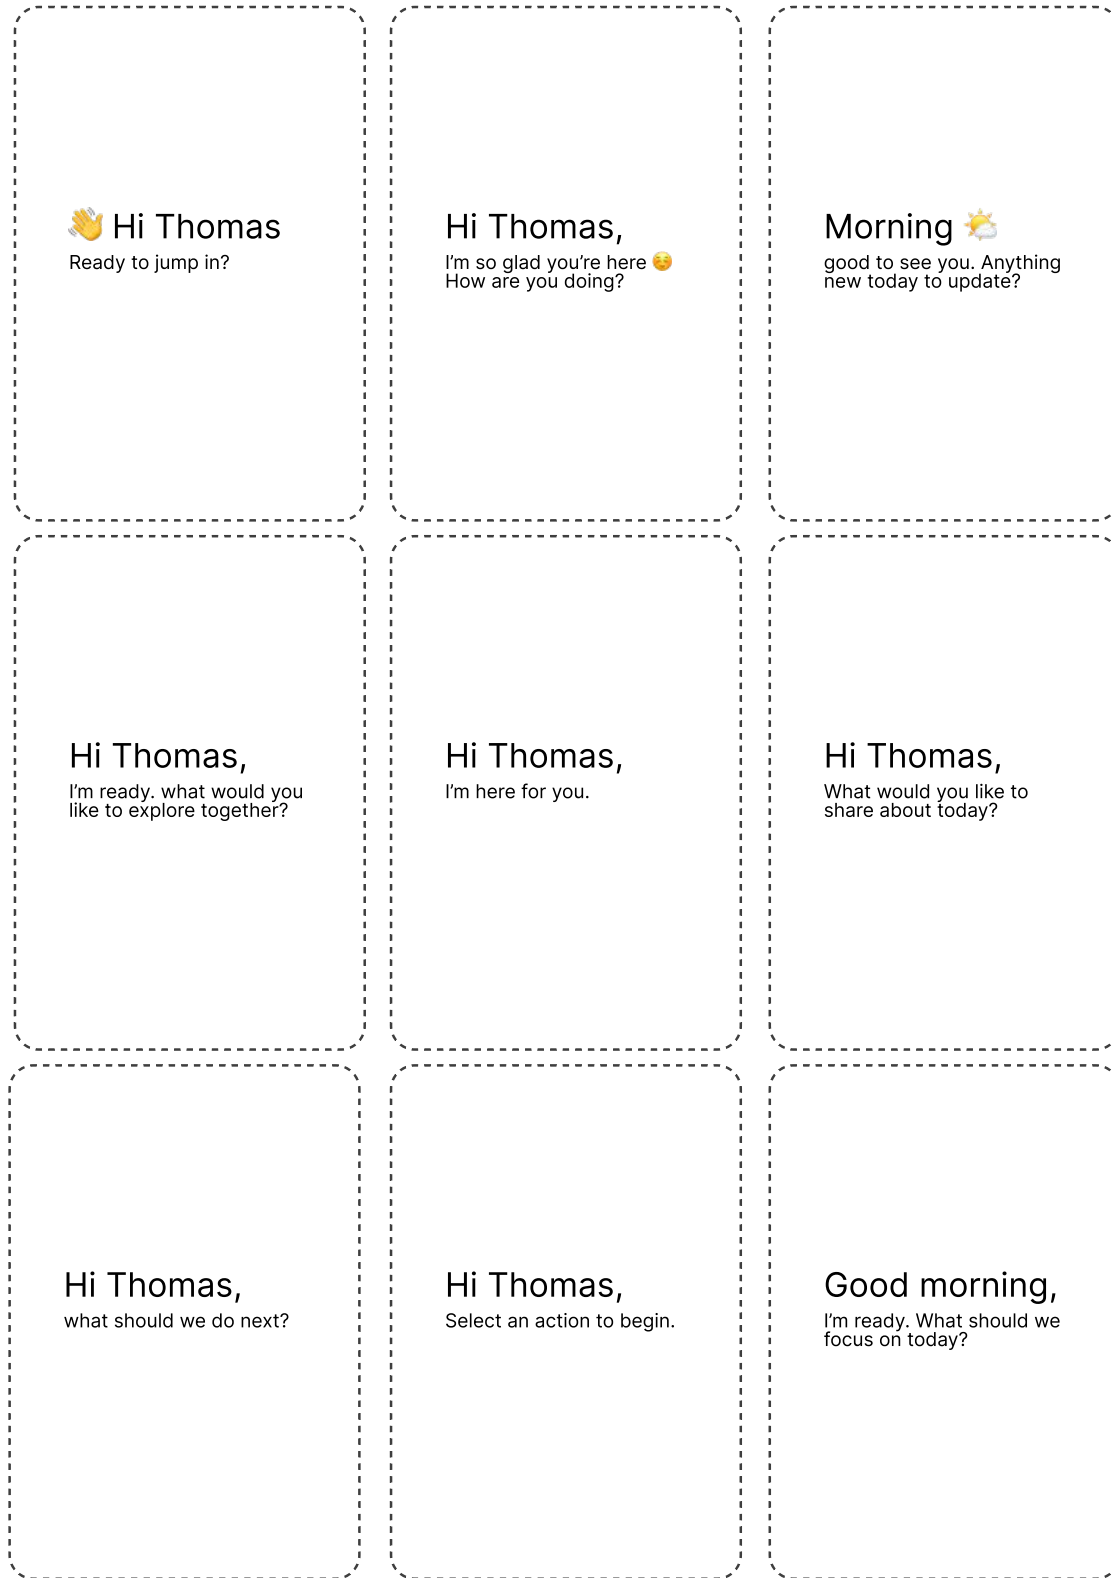 👋 Hi Thomas
Ready to jump in?
Hi Thomas,
I’m so glad you’re here ☺️
How are you doing?
Morning 🌤️
good to see you. Anything
new today to update?
Hi Thomas,
I’m ready. what would you
like to explore together?
Hi Thomas,
I’m here for you.
Hi Thomas,
What would you like to
share about today?
Hi Thomas,
what should we do next?
Hi Thomas,
Select an action to begin.
Good morning,
I’m ready. What should we
focus on today?